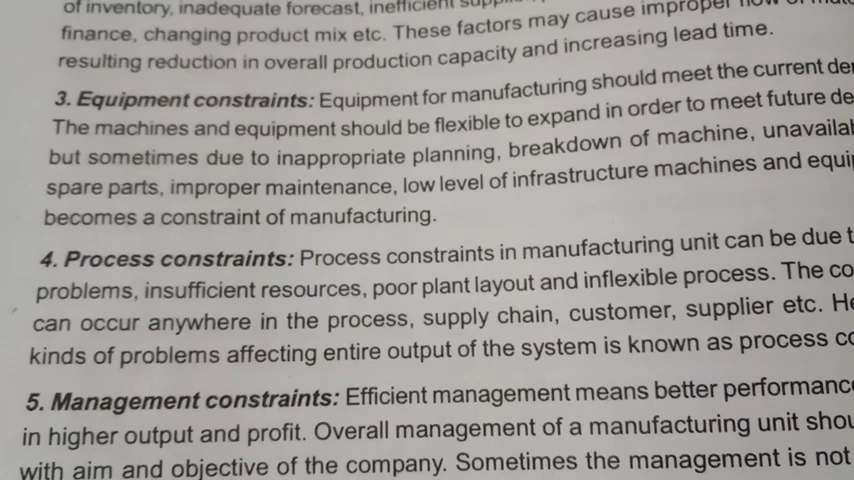 of inventory, inadequate forecast, inefficient
finance, changing product mix etc. These factors may cause improper flow of
resulting reduction in overall production capacity and increasing lead time.
3. Equipment constraints: Equipment for manufacturing should meet the current
The machines and equipment should be flexible to expand in order to meet future
but sometimes due to inappropriate planning, breakdown of machine,
spare parts, improper maintenance, low level of infrastructure machines and
becomes a constraint of manufacturing.
4. Process constraints: Process constraints in manufacturing unit can be due
problems, insufficient resources, poor plant layout and inflexible process. The
can occur anywhere in the process, supply chain, customer, supplier etc.
kinds of problems affecting entire output of the system is known as process
5. Management constraints: Efficient management means better performance
in higher output and profit. Overall management of a manufacturing unit
with aim and objective of the company. Sometimes the management is not